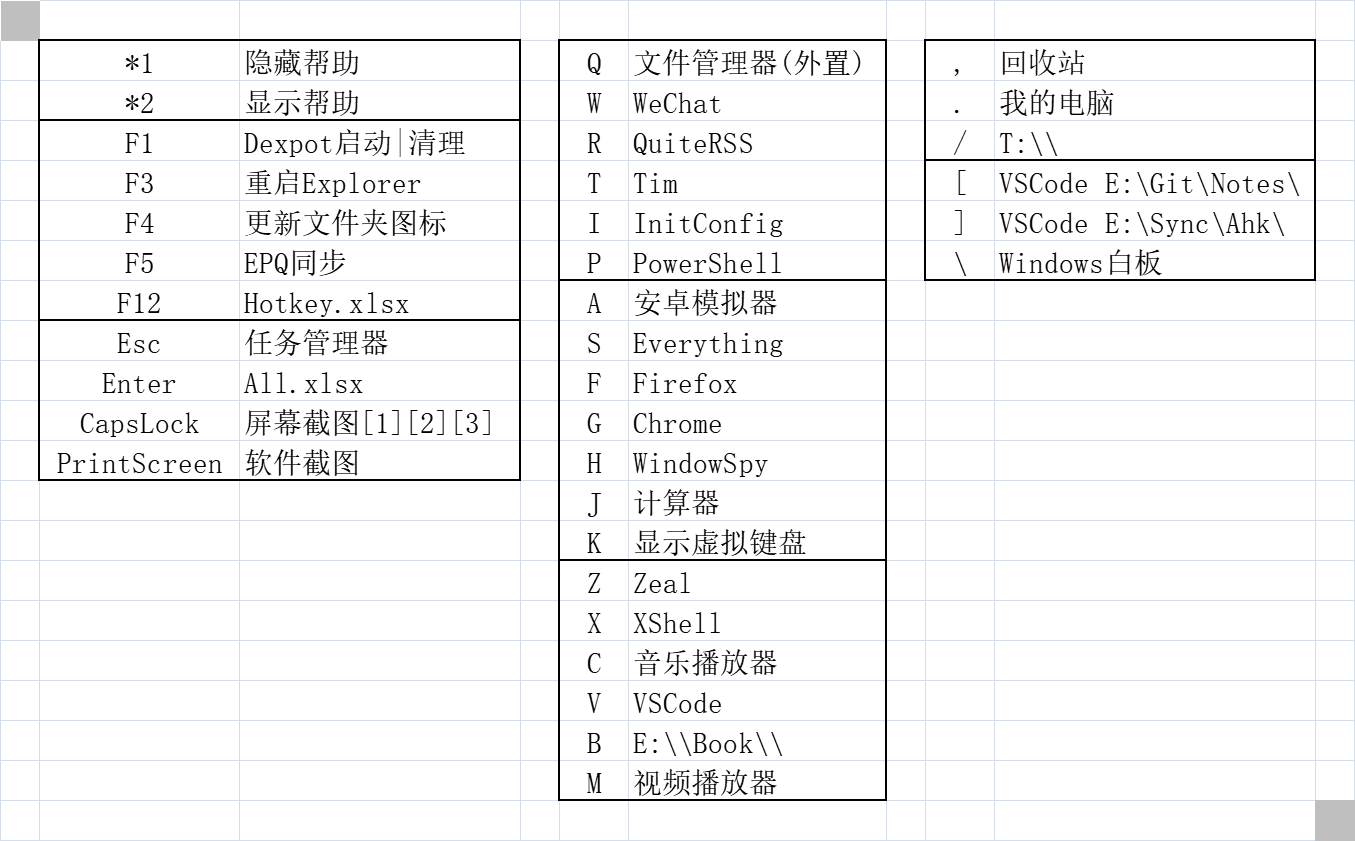 *1 隐藏帮助
*2 显示帮助
F1 Dexpot启动|清理
F3 重启Explorer
F4 更新文件夹图标
F5 EPQ同步
F12 Hotkey.xlsx
Esc 任务管理器
Enter All.xlsx
CapsLock 屏幕截图[1][2][3]
PrintScreen 软件截图
Q 文件管理器(外置)
W WeChat
R QuiteRSS
T Tim
I InitConfig
P PowerShell
A 安卓模拟器
S Everything
F Firefox
G Chrome
H WindowSpy
J 计算器
K 显示虚拟键盘
Z Zeal
X XShell
C 音乐播放器
V VSCode
B E:\\Book\\
M 视频播放器
, 回收站
. 我的电脑
/ T:\\
[ VSCode E:\Git\Notes\
] VSCode E:\Sync\Ahk\
\ Windows白板